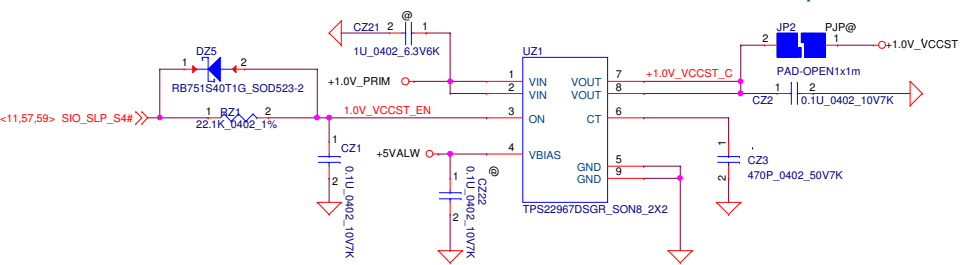 CZ21 2 @ 1
1U_0402_6.3V6K
JP2 PJP@
2 1
+1.0V_VCCST
PAD-OPEN1x1m
DZ5
1 2
RB751S40T1G_SOD523-2
UZ1
+1.0V_PRIM
1 VIN VOUT 7 +1.0V_VCCST_C
2 VIN VOUT 8
CZ2 1 2 0.1U_0402_10V7K
<11,57,59> SIO_SLP_S4#
1 RZ1 2
22.1K_0402_1%
1.0V_VCCST_EN
3 ON CT 6
+5VALW
4 VBIAS
GND 5
GND 9
1 CZ1
2
0.1U_0402_10V7K
1
2
0.1U_0402_10V7K
CZ22
@
1
CZ3
2
470P_0402_50V7K
TPS22967DSGR_SON8_2X2